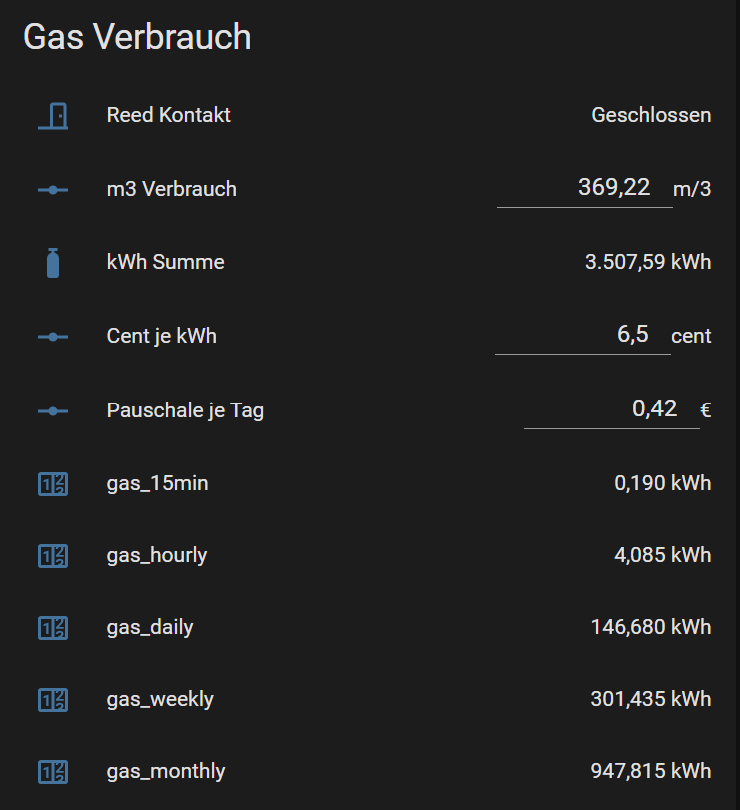 Gas Verbrauch
Reed Kontakt Geschlossen
m3 Verbrauch 369,22 m/3
kWh Summe 3.507,59 kWh
Cent je kWh 6,5 cent
Pauschale je Tag 0,42 €
gas_15min 0,190 kWh
gas_hourly 4,085 kWh
gas_daily 146,680 kWh
gas_weekly 301,435 kWh
gas_monthly 947,815 kWh